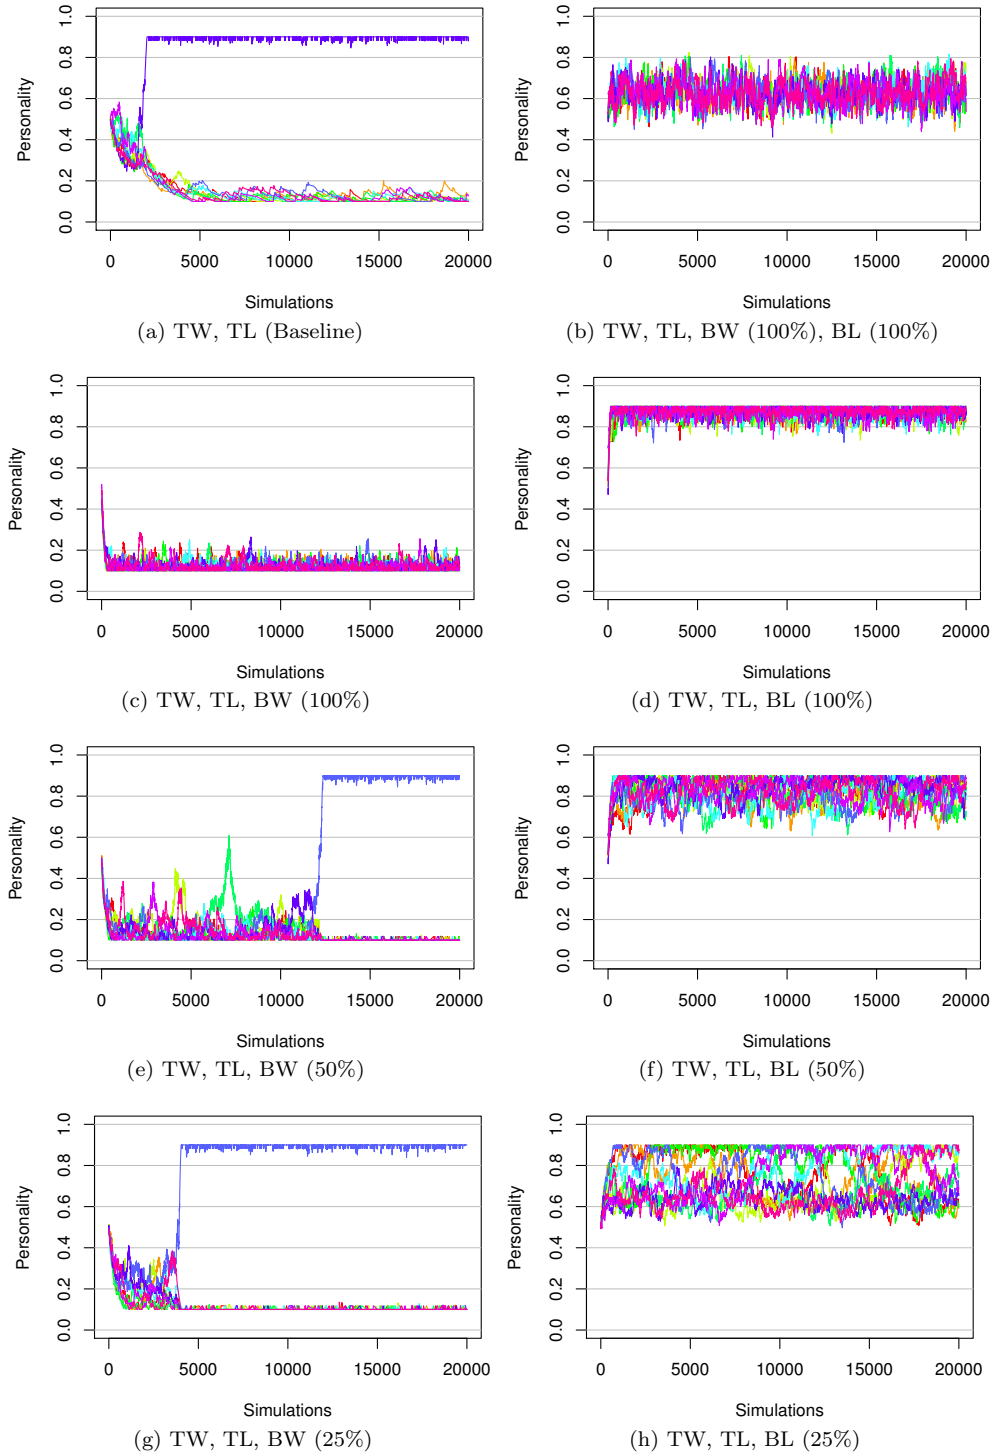 Personality
0.0 0.2 0.4 0.6 0.8 1.0
0 5000 10000 15000 20000
Simulations
(a) TW, TL (Baseline)
Personality
0.0 0.2 0.4 0.6 0.8 1.0
0 5000 10000 15000 20000
Simulations
(b) TW, TL, BW (100%), BL (100%)
Personality
0.0 0.2 0.4 0.6 0.8 1.0
0 5000 10000 15000 20000
Simulations
(c) TW, TL, BW (100%)
Personality
0.0 0.2 0.4 0.6 0.8 1.0
0 5000 10000 15000 20000
Simulations
(d) TW, TL, BL (100%)
Personality
0.0 0.2 0.4 0.6 0.8 1.0
0 5000 10000 15000 20000
Simulations
(e) TW, TL, BW (50%)
Personality
0.0 0.2 0.4 0.6 0.8 1.0
0 5000 10000 15000 20000
Simulations
(f) TW, TL, BL (50%)
Personality
0.0 0.2 0.4 0.6 0.8 1.0
0 5000 10000 15000 20000
Simulations
(g) TW, TL, BW (25%)
Personality
0.0 0.2 0.4 0.6 0.8 1.0
0 5000 10000 15000 20000
Simulations
(h) TW, TL, BL (25%)